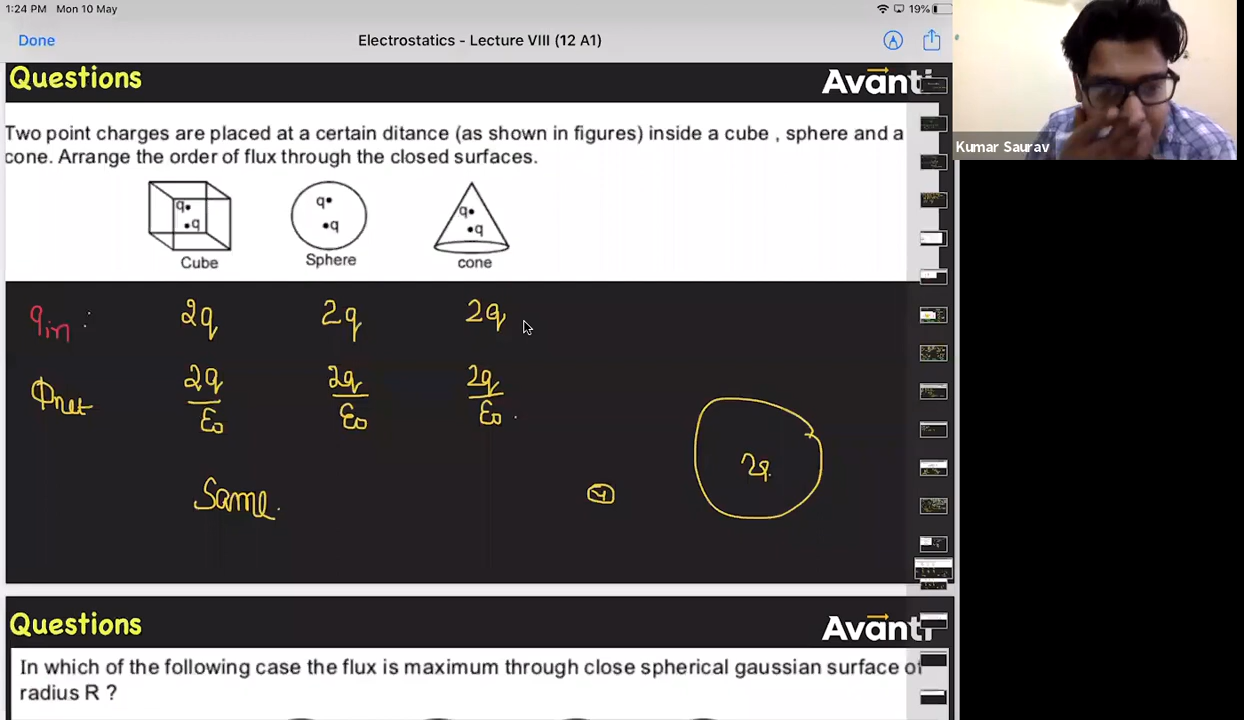 1:24 PM Mon 10 May
19%
Done
Electrostatics - Lecture VIII (12 A1)
Questions
Avanti
Kumar Saurav
Two point charges are placed at a certain ditance (as shown in figures) inside a cube , sphere and a
cone. Arrange the order of flux through the closed surfaces.
q q q
q q q
Cube Sphere cone
qin : 2q 2q 2q
Φnet 2q/ε0 2q/ε0 2q/ε0
2q
Same.
Questions
Avanti
In which of the following case the flux is maximum through close spherical gaussian surface of
radius R ?